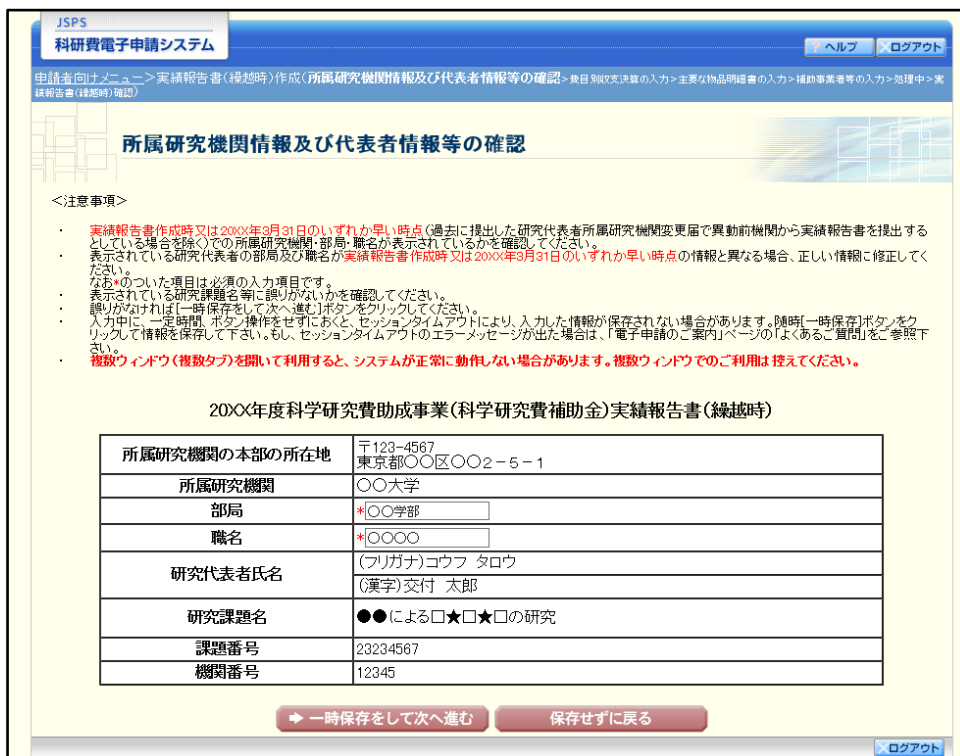 JSPS
科研費電子申請システム
ヘルプ
ログアウト
申請者向けメニュー>実績報告書(繰越時)作成(所属研究機関情報及び代表者情報等の確認>費目別収支決算の入力>主要な物品明細書の入力>補助事業者等の入力>処理中>実
績報告書(繰越時)確認)
所属研究機関情報及び代表者情報等の確認
<注意事項>
・ 実績報告書作成時又は20XX年3月31日のいずれか早い時点(過去に提出した研究代表者所属研究機関変更届で異動前機関から実績報告書を提出する
としている場合を除く)での所属研究機関・部局・職名が表示されているかを確認してください。
・ 表示されている研究代表者の部局及び職名が実績報告書作成時又は20XX年3月31日のいずれか早い時点の情報と異なる場合、正しい情報に修正してく
ださい。
なお*のついた項目は必須の入力項目です。
・ 表示されている研究課題名等に誤りがないかを確認してください。
・ 誤りがなければ[一時保存をして次へ進む]ボタンをクリックしてください。
・ 入力中に、一定時間、ボタン操作をせずにおくと、セッションタイムアウトにより、入力した情報が保存されない場合があります。随時[一時保存]ボタンをク
リックして情報を保存して下さい。もし、セッションタイムアウトのエラーメッセージが出た場合は、「電子申請のご案内」ページの「よくあるご質問」をご参照下
さい。
・ 複数ウィンドウ(複数タブ)を開いて利用すると、システムが正常に動作しない場合があります。複数ウィンドウでのご利用は控えてください。
20XX年度科学研究費助成事業(科学研究費補助金)実績報告書(繰越時)
所属研究機関の本部の所在地
〒123-4567
東京都〇〇区〇〇2-5-1
所属研究機関
〇〇大学
部局
*〇〇学部
職名
*〇〇〇〇
研究代表者氏名
(フリガナ)コウフ タロウ
(漢字)交付 太郎
研究課題名
●●による□★□★□の研究
課題番号
23234567
機関番号
12345
一時保存をして次へ進む
保存せずに戻る
ログアウト